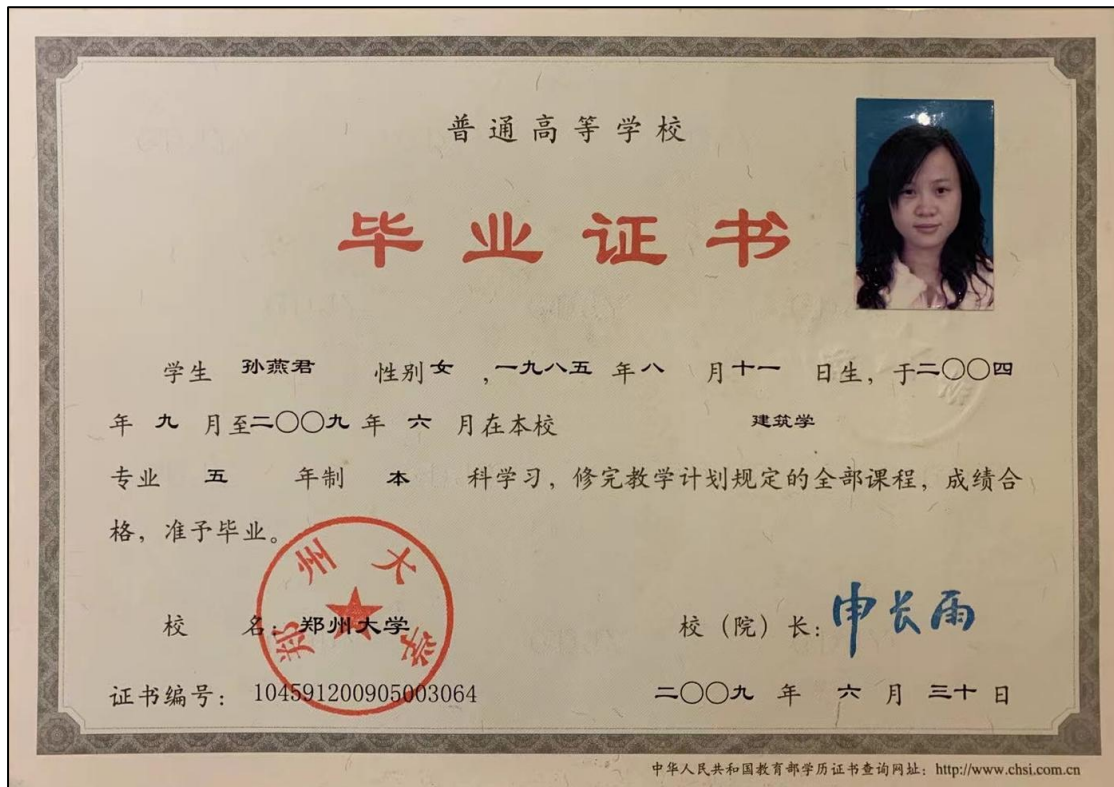 普通高等学校
毕业证书
学生 孙燕君 性别 女 ,一九八五 年 八 月 十一 日生，于二〇〇四
年 九 月至二〇〇九 年 六 月在本校 建筑学
专业 五 年制 本 科学习，修完教学计划规定的全部课程，成绩合
格，准予毕业。
郑州大学
校 名：郑州大学 校（院）长：申长雨
证书编号：104591200905003064 二〇〇九 年 六 月 三十 日
中华人民共和国教育部学历证书查询网址：http://www.chsi.com.cn